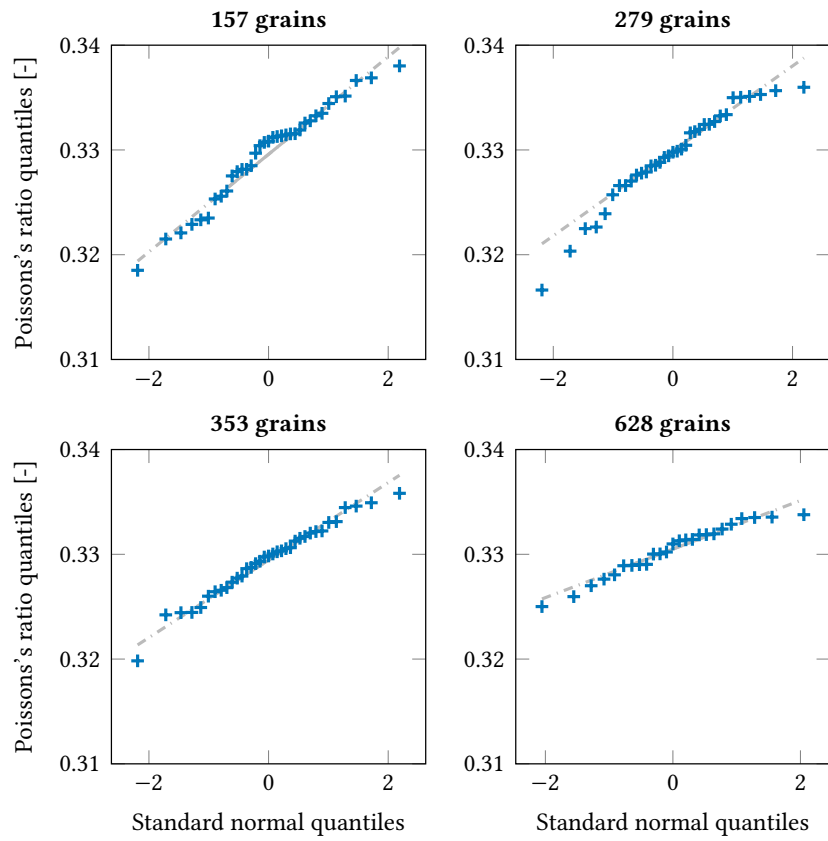 157 grains
279 grains
0.34
0.33
0.32
0.31
Poissons's ratio quantiles [-]
−2 0 2
0.34
0.33
0.32
0.31
−2 0 2
353 grains
628 grains
0.34
0.33
0.32
0.31
Poissons's ratio quantiles [-]
−2 0 2
Standard normal quantiles
0.34
0.33
0.32
0.31
−2 0 2
Standard normal quantiles